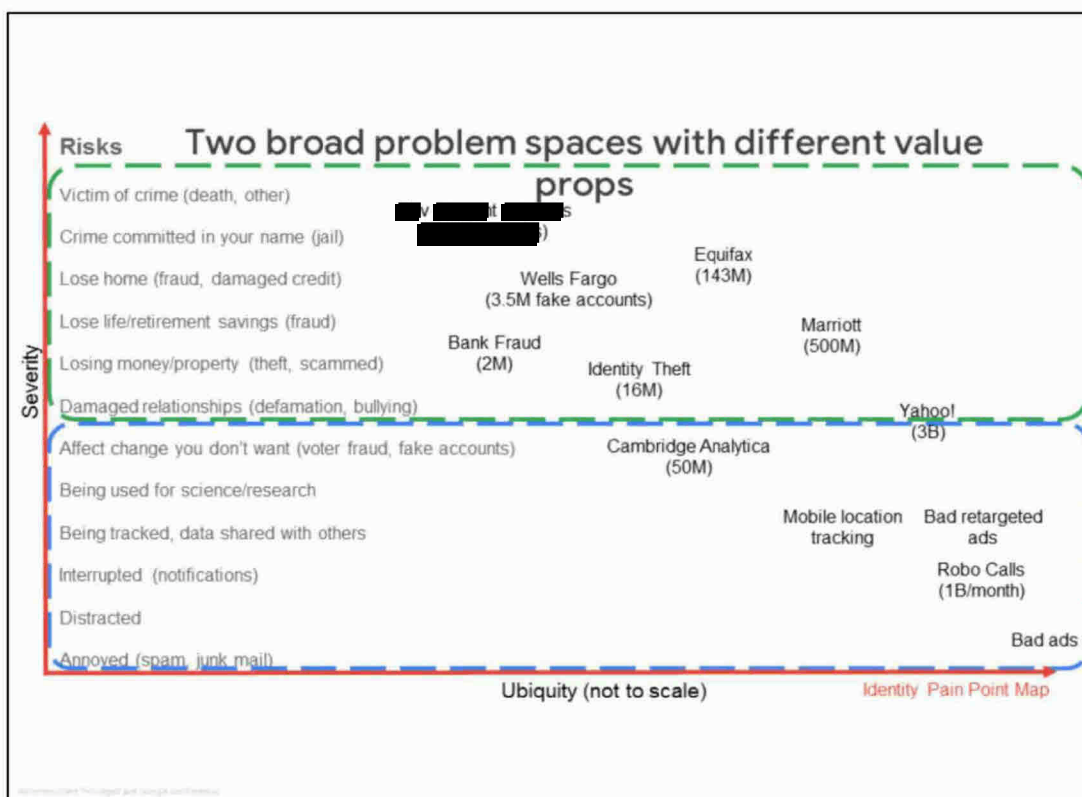 Two broad problem spaces with different value
props
Risks
Victim of crime (death, other)
Crime committed in your name (jail)
Equifax
(143M)
Lose home (fraud, damaged credit)
Wells Fargo
(3.5M fake accounts)
Lose life/retirement savings (fraud)
Marriott
(500M)
Bank Fraud
(2M)
Losing money/property (theft, scammed)
Identity Theft
(16M)
Severity
Damaged relationships (defamation, bullying)
Yahoo!
(3B)
Affect change you don't want (voter fraud, fake accounts)
Cambridge Analytica
(50M)
Being used for science/research
Being tracked, data shared with others
Mobile location
tracking
Bad retargeted
ads
Interrupted (notifications)
Robo Calls
(1B/month)
Distracted
Bad ads
Annoyed (spam, junk mail)
Ubiquity (not to scale)
Identity Pain Point Map